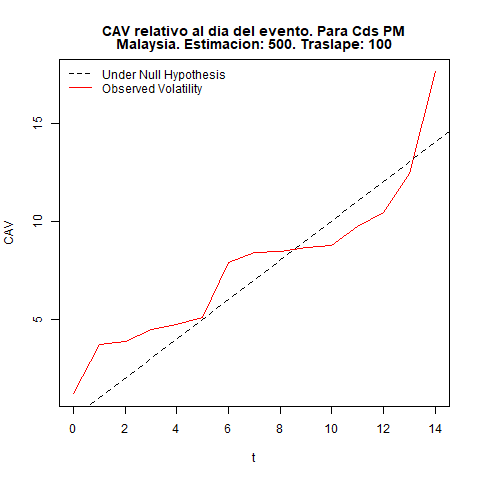 CAV relativo al dia del evento. Para Cds PM
Malaysia. Estimacion: 500. Traslape: 100
Under Null Hypothesis
Observed Volatility
15
10
5
CAV
0 2 4 6 8 10 12 14
t